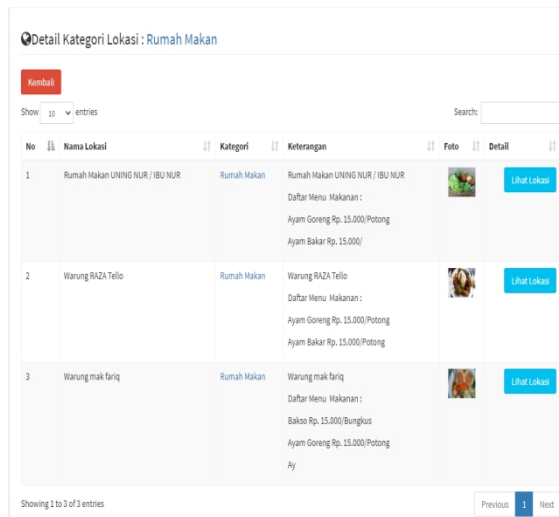 Detail Kategori Lokasi : Rumah Makan
Kembali
Show 10 entries
Search:
No Nama Lokasi Kategori Keterangan Foto Detail
1 Rumah Makan UNING NUR / IBU NUR Rumah Makan Rumah Makan UNING NUR / IBU NUR Lihat Lokasi
Daftar Menu Makanan :
Ayam Goreng Rp. 15.000/Potong
Ayam Bakar Rp. 15.000/
2 Warung RAZA Tello Rumah Makan Warung RAZA Tello Lihat Lokasi
Daftar Menu Makanan :
Ayam Goreng Rp. 15.000/Potong
Ayam Bakar Rp. 15.000/Potong
3 Warung mak fariq Rumah Makan Warung mak fariq Lihat Lokasi
Daftar Menu Makanan :
Bakso Rp. 15.000/Bungkus
Ayam Goreng Rp. 15.000/Potong
Ay
Showing 1 to 3 of 3 entries
Previous 1 Next